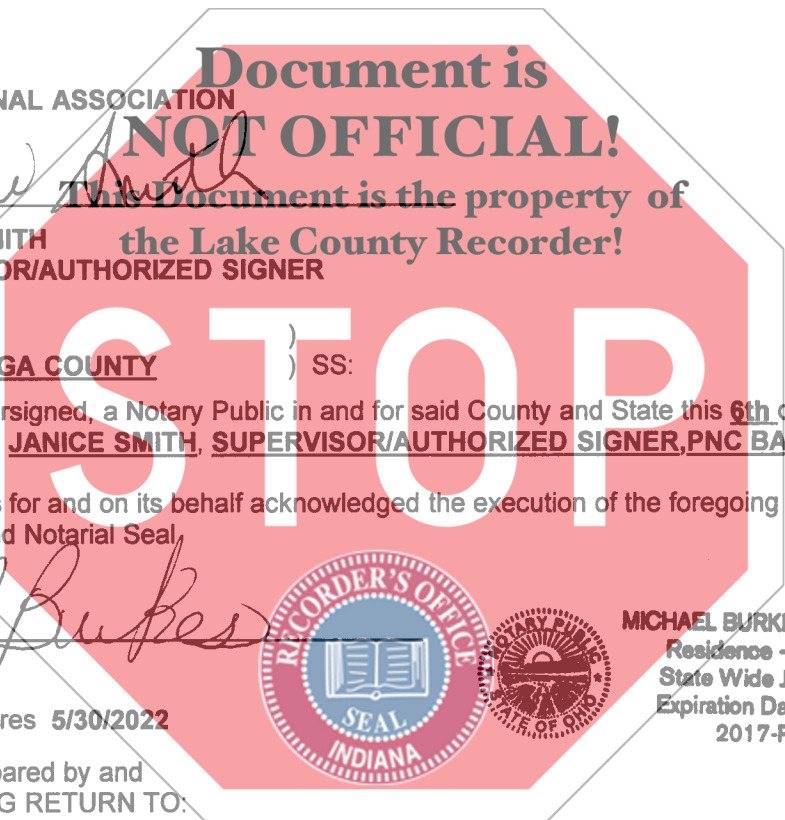 Document is
NAL ASSOCIATION
NOT OFFICIAL!
Smith
This Document is the property of
MITH
the Lake County Recorder!
OR/AUTHORIZED SIGNER
STOP
)
GA COUNTY ) SS:
rsigned, a Notary Public in and for said County and State this 6th
JANICE SMITH, SUPERVISOR/AUTHORIZED SIGNER,PNC BA
s for and on its behalf acknowledged the execution of the foregoing
d Notarial Seal
Burkes
RECORDER'S OFFICE
SEAL
INDIANA
NOTARY PUBLIC
STATE OF OHIO
MICHAEL BURK
Residence -
State Wide J
Expiration Da
2017-R
res 5/30/2022
pared by and
G RETURN TO: